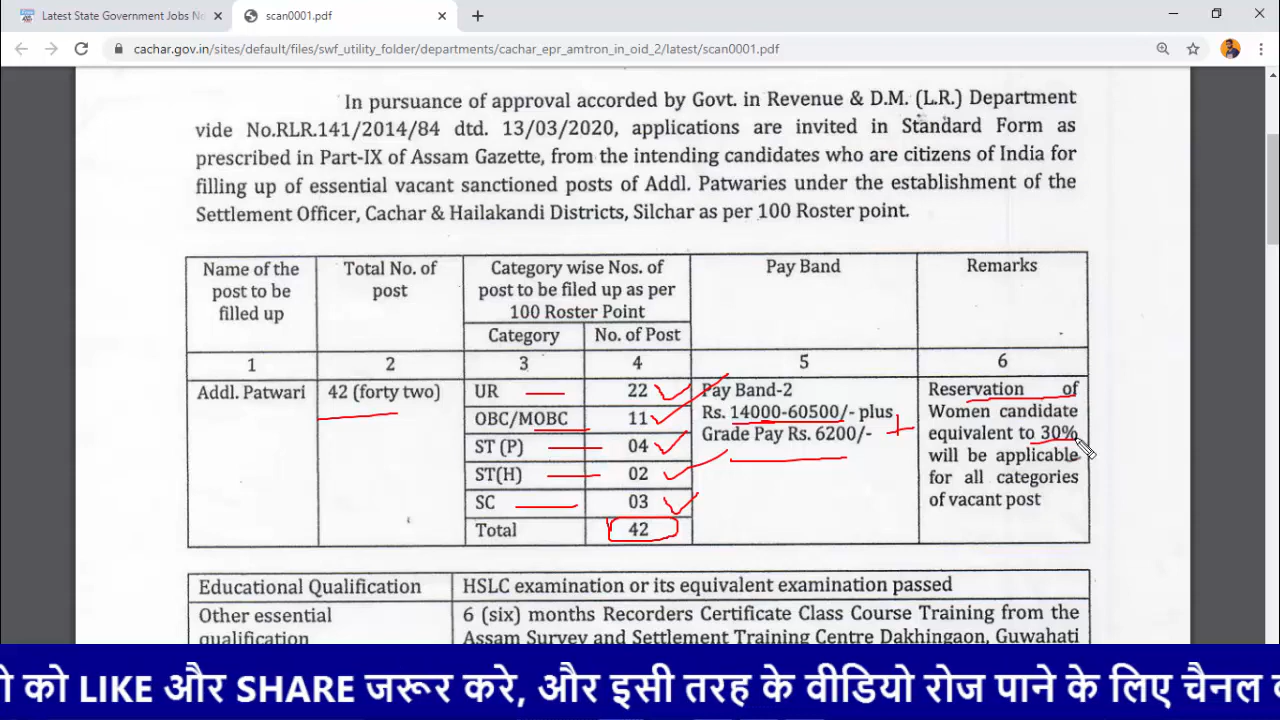 Latest State Government Jobs No
scan0001.pdf
cachar.gov.in/sites/default/files/swf_utility_folder/departments/cachar_epr_amtron_in_oid_2/latest/scan0001.pdf
In pursuance of approval accorded by Govt. in Revenue & D.M. (L.R.) Department
vide No.RLR.141/2014/84 dtd. 13/03/2020, applications are invited in Standard Form as
prescribed in Part-IX of Assam Gazette, from the intending candidates who are citizens of India for
filling up of essential vacant sanctioned posts of Addl. Patwaries under the establishment of the
Settlement Officer, Cachar & Hailakandi Districts, Silchar as per 100 Roster point.
Name of the post to be filled up
Total No. of post
Category wise Nos. of post to be filed up as per 100 Roster Point
Pay Band
Remarks
Category No. of Post
1 2 3 4 5 6
Addl. Patwari 42 (forty two) UR 22 Pay Band-2 Reservation of
OBC/MOBC 11 Rs. 14000-60500/- plus Women candidate
ST (P) 04 Grade Pay Rs. 6200/- equivalent to 30%
ST(H) 02 will be applicable
SC 03 for all categories
Total 42 of vacant post
Educational Qualification HSLC examination or its equivalent examination passed
Other essential 6 (six) months Recorders Certificate Class Course Training from the
qualification Assam Survey and Settlement Training Centre Dakhingaon, Guwahati
को LIKE और SHARE जरूर करे, और इसी तरह के वीडियो रोज पाने के लिए चैनल